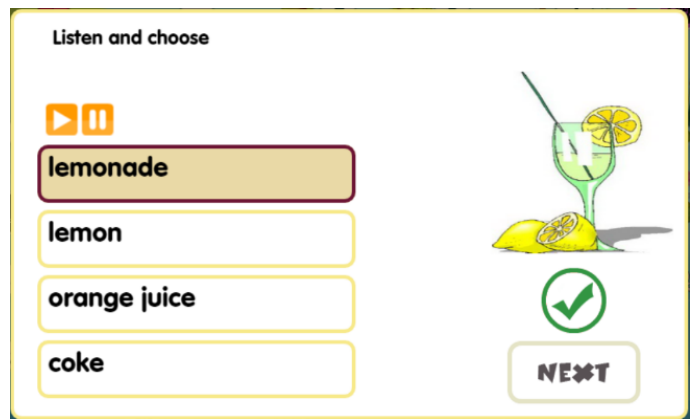 Listen and choose
lemonade
lemon
orange juice
coke
NEXT